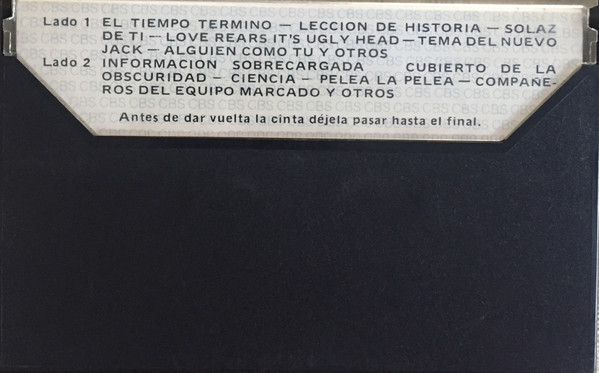 Lado 1 EL TIEMPO TERMINO — LECCION DE HISTORIA — SOLAZ
DE TI — LOVE REARS IT'S UGLY HEAD — TEMA DEL NUEVO
JACK — ALGUIEN COMO TU Y OTROS
Lado 2 INFORMACION SOBRECARGADA CUBIERTO DE LA
OBSCURIDAD — CIENCIA — PELEA LA PELEA — COMPAÑE-
ROS DEL EQUIPO MARCADO Y OTROS
Antes de dar vuelta la cinta déjela pasar hasta el final.